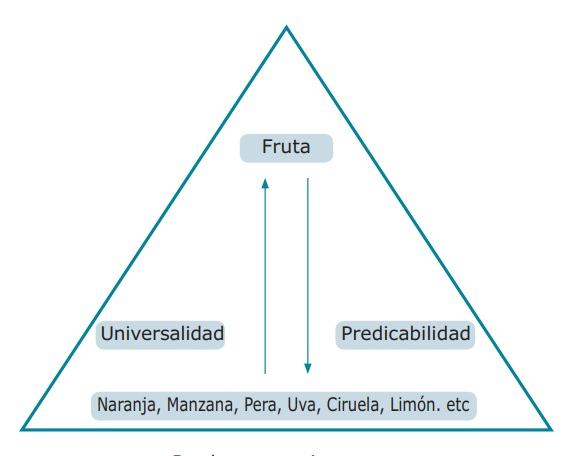 Fruta
Universalidad
Predicabilidad
Naranja, Manzana, Pera, Uva, Ciruela, Limón. etc